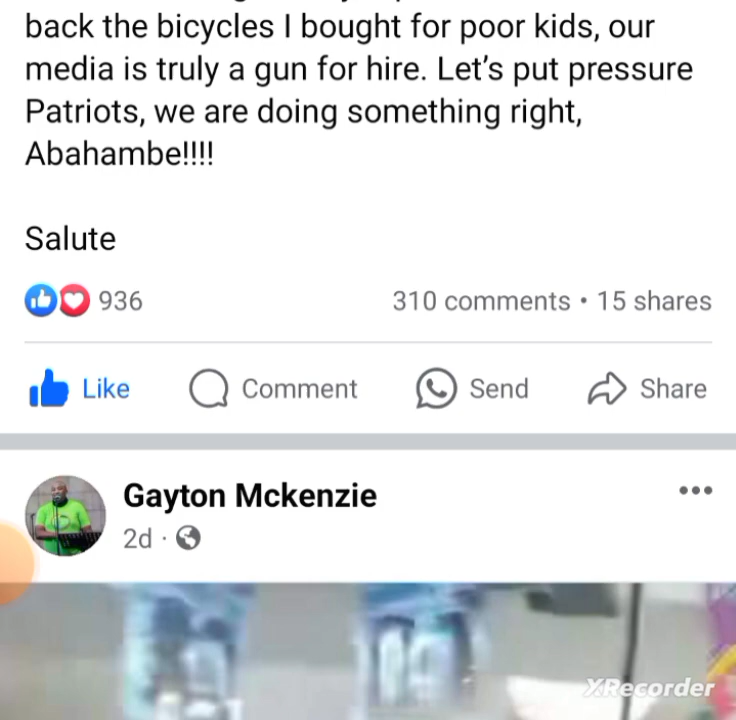 back the bicycles I bought for poor kids, our
media is truly a gun for hire. Let's put pressure
Patriots, we are doing something right,
Abahambe!!!!
Salute
936
310 comments • 15 shares
Like
Comment
Send
Share
Gayton Mckenzie
2d ·
XRecorder